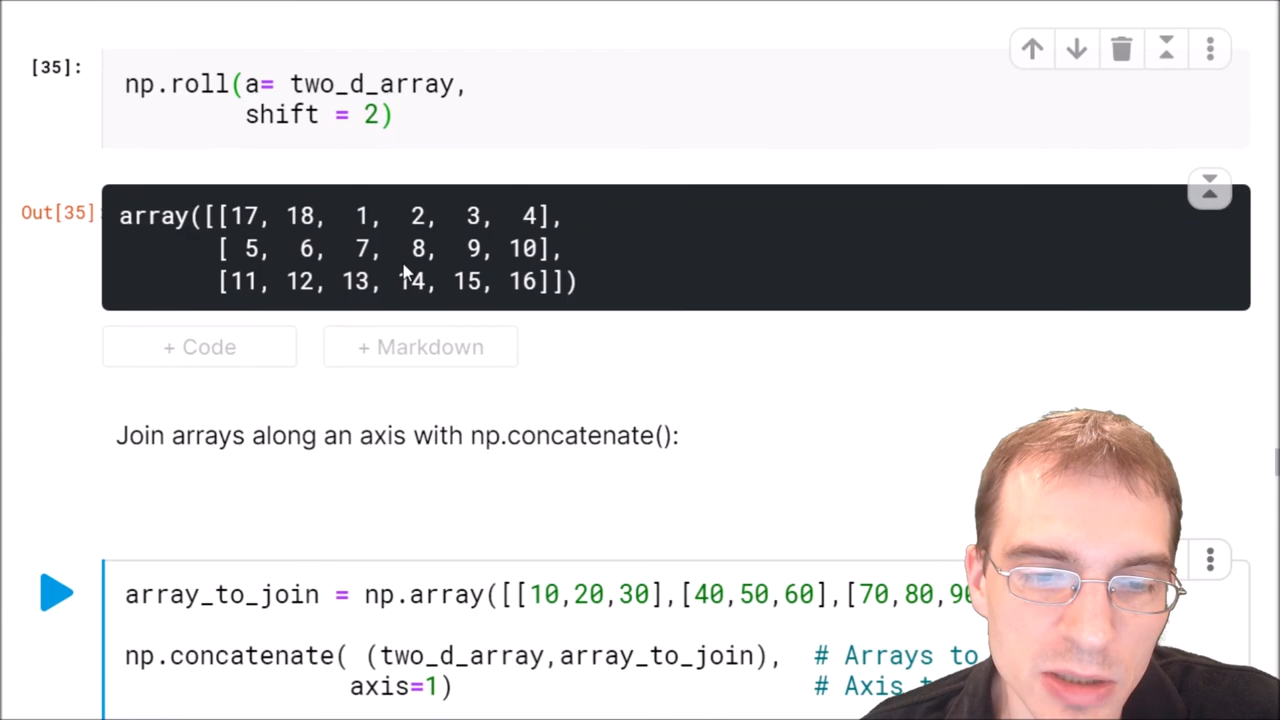 [35]:
np.roll(a= two_d_array,
shift = 2)
Out[35]:
array([[17, 18, 1, 2, 3, 4],
[ 5, 6, 7, 8, 9, 10],
[11, 12, 13, 14, 15, 16]])
+ Code + Markdown
Join arrays along an axis with np.concatenate():
array_to_join = np.array([[10,20,30],[40,50,60],[70,80,90
np.concatenate( (two_d_array,array_to_join), # Arrays to
axis=1) # Axis